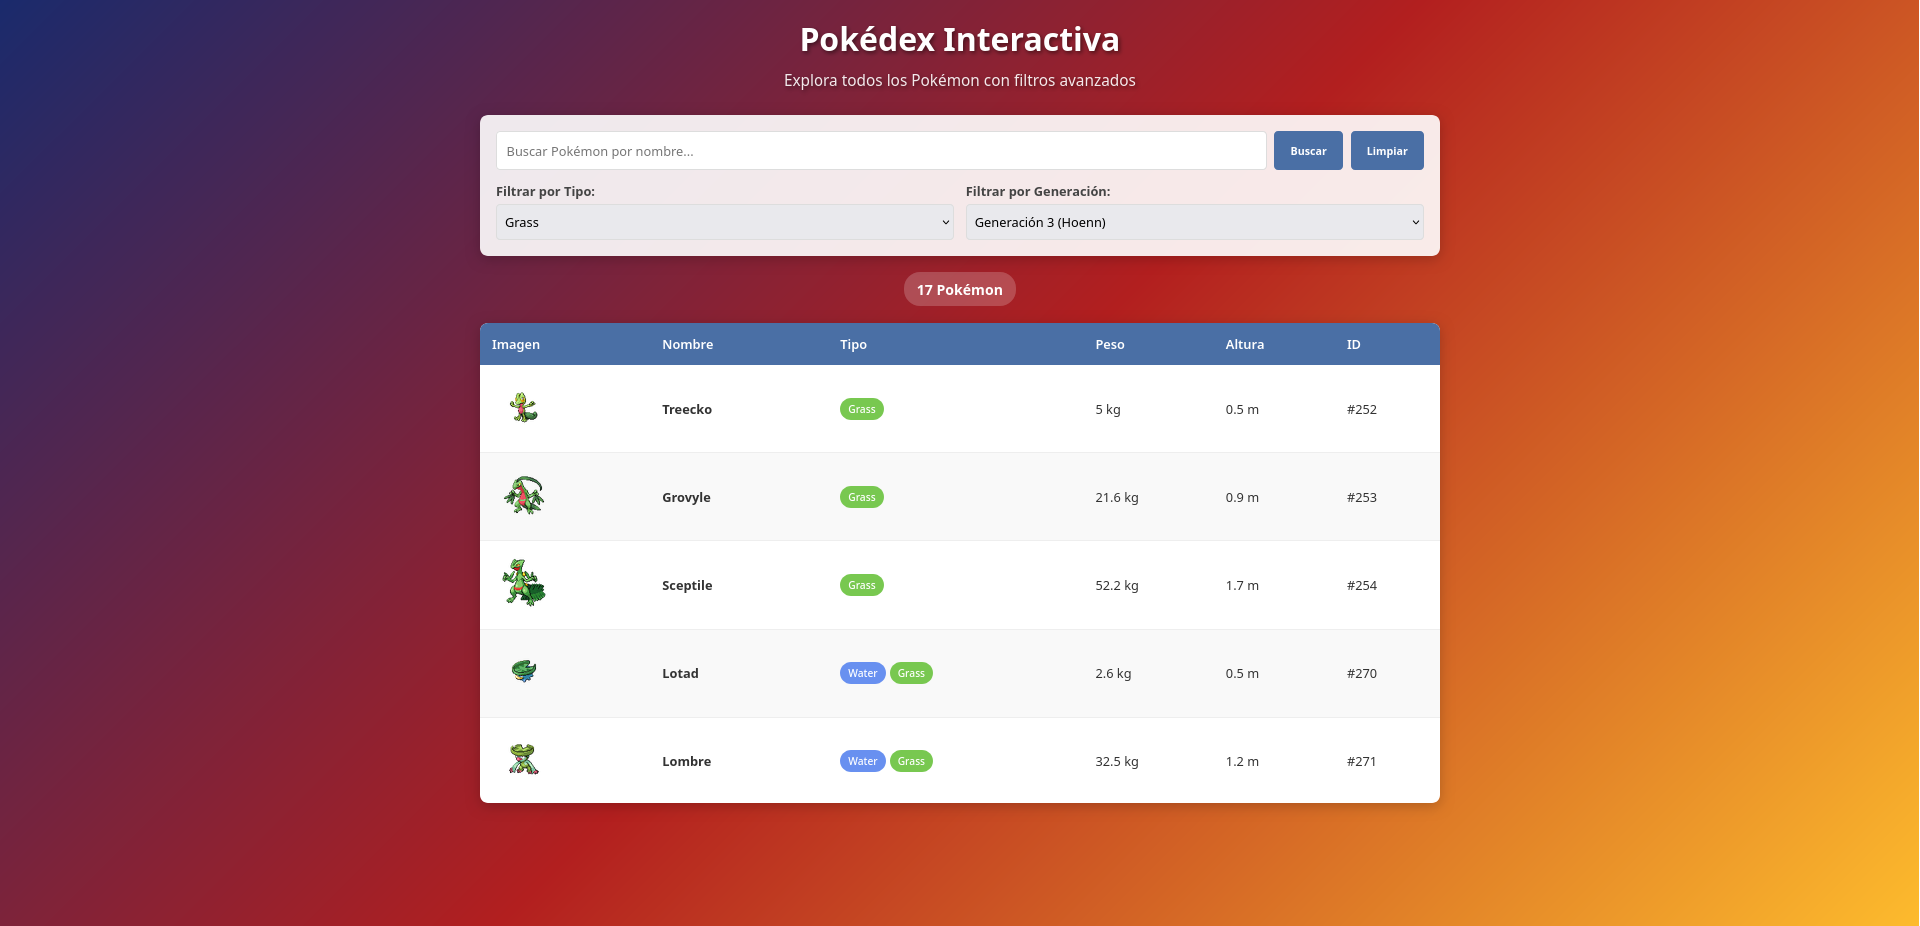 Pokédex Interactiva
Explora todos los Pokémon con filtros avanzados
Buscar Pokémon por nombre... Buscar Limpiar
Filtrar por Tipo: Filtrar por Generación:
Grass Generación 3 (Hoenn)
17 Pokémon
Imagen Nombre Tipo Peso Altura ID
Treecko Grass 5 kg 0.5 m #252
Grovyle Grass 21.6 kg 0.9 m #253
Sceptile Grass 52.2 kg 1.7 m #254
Lotad Water Grass 2.6 kg 0.5 m #270
Lombre Water Grass 32.5 kg 1.2 m #271